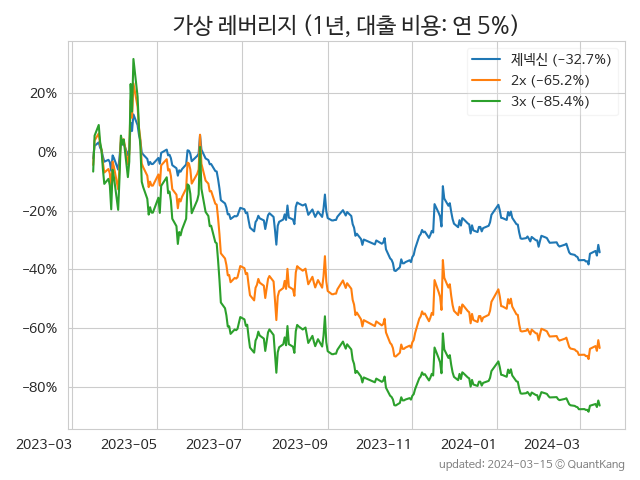 가상 레버리지 (1년, 대출 비용: 연 5%)
제넥신 (−32.7%)
2x (−65.2%)
3x (−85.4%)
20%
0%
−20%
−40%
−60%
−80%
2023−03 2023−05 2023−07 2023−09 2023−11 2024−01 2024−03
updated: 2024-03-15 © QuantKang